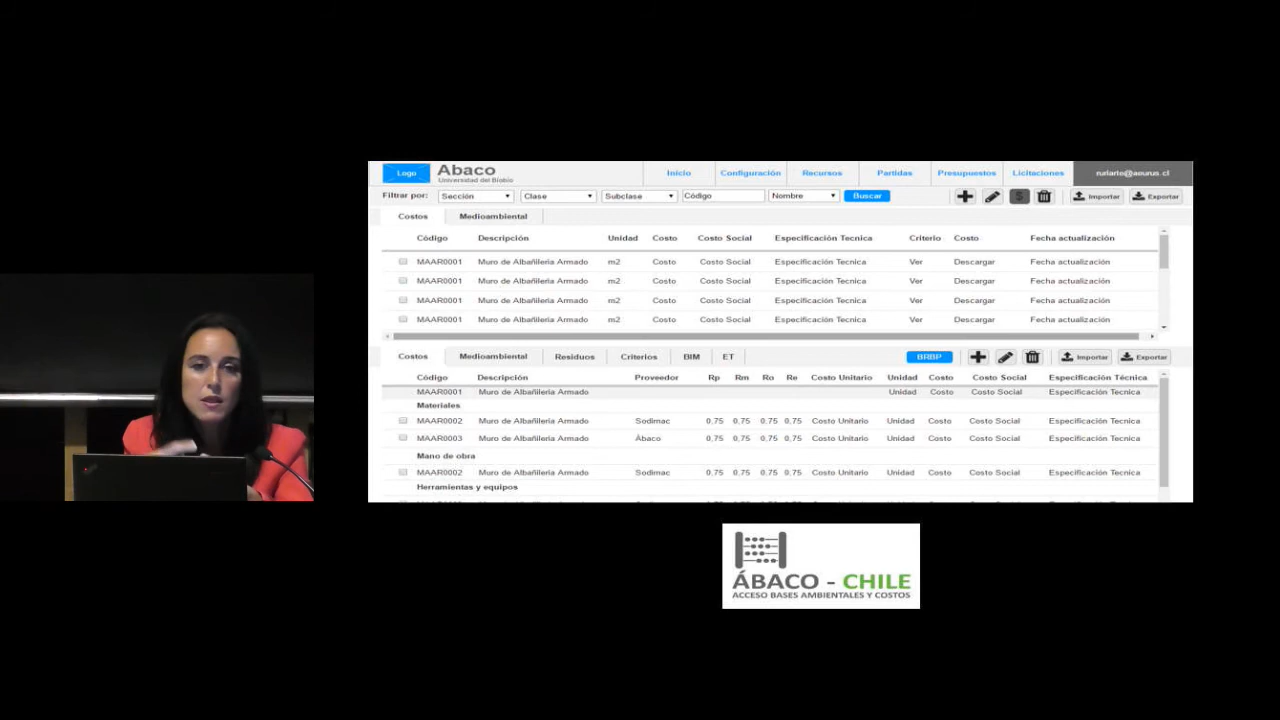 Logo Abaco Inicio Configuración Recursos Partidas Presupuestos Licitaciones ruriarte@aeurus.cl
Universidad del Bíobío
Filtrar por: Sección Clase Subclase Código Nombre Buscar Importar Exportar
Costos Medioambiental
Código Descripción Unidad Costo Costo Social Especificación Tecnica Criterio Costo Fecha actualización
MAAR0001 Muro de Albañileria Armado m2 Costo Costo Social Especificación Tecnica Ver Descargar Fecha actualización
MAAR0001 Muro de Albañileria Armado m2 Costo Costo Social Especificación Tecnica Ver Descargar Fecha actualización
MAAR0001 Muro de Albañileria Armado m2 Costo Costo Social Especificación Tecnica Ver Descargar Fecha actualización
MAAR0001 Muro de Albañileria Armado m2 Costo Costo Social Especificación Tecnica Ver Descargar Fecha actualización
Costos Medioambiental Residuos Criterios BIM ET BRBP Importar Exportar
Código Descripción Proveedor Rp Rm Ro Re Costo Unitario Unidad Costo Costo Social Especificación Técnica
MAAR0001 Muro de Albañileria Armado Unidad Costo Costo Social Especificación Tecnica
Materiales
MAAR0002 Muro de Albañileria Armado Sodimac 0,75 0,75 0,75 0,75 Costo Unitario Unidad Costo Costo Social Especificación Tecnica
MAAR0003 Muro de Albañileria Armado Ábaco 0,75 0,75 0,75 0,75 Costo Unitario Unidad Costo Costo Social Especificación Tecnica
Mano de obra
MAAR0002 Muro de Albañileria Armado Sodimac 0,75 0,75 0,75 0,75 Costo Unitario Unidad Costo Costo Social Especificación Tecnica
Herramientas y equipos
ÁBACO - CHILE
ACCESO BASES AMBIENTALES Y COSTOS